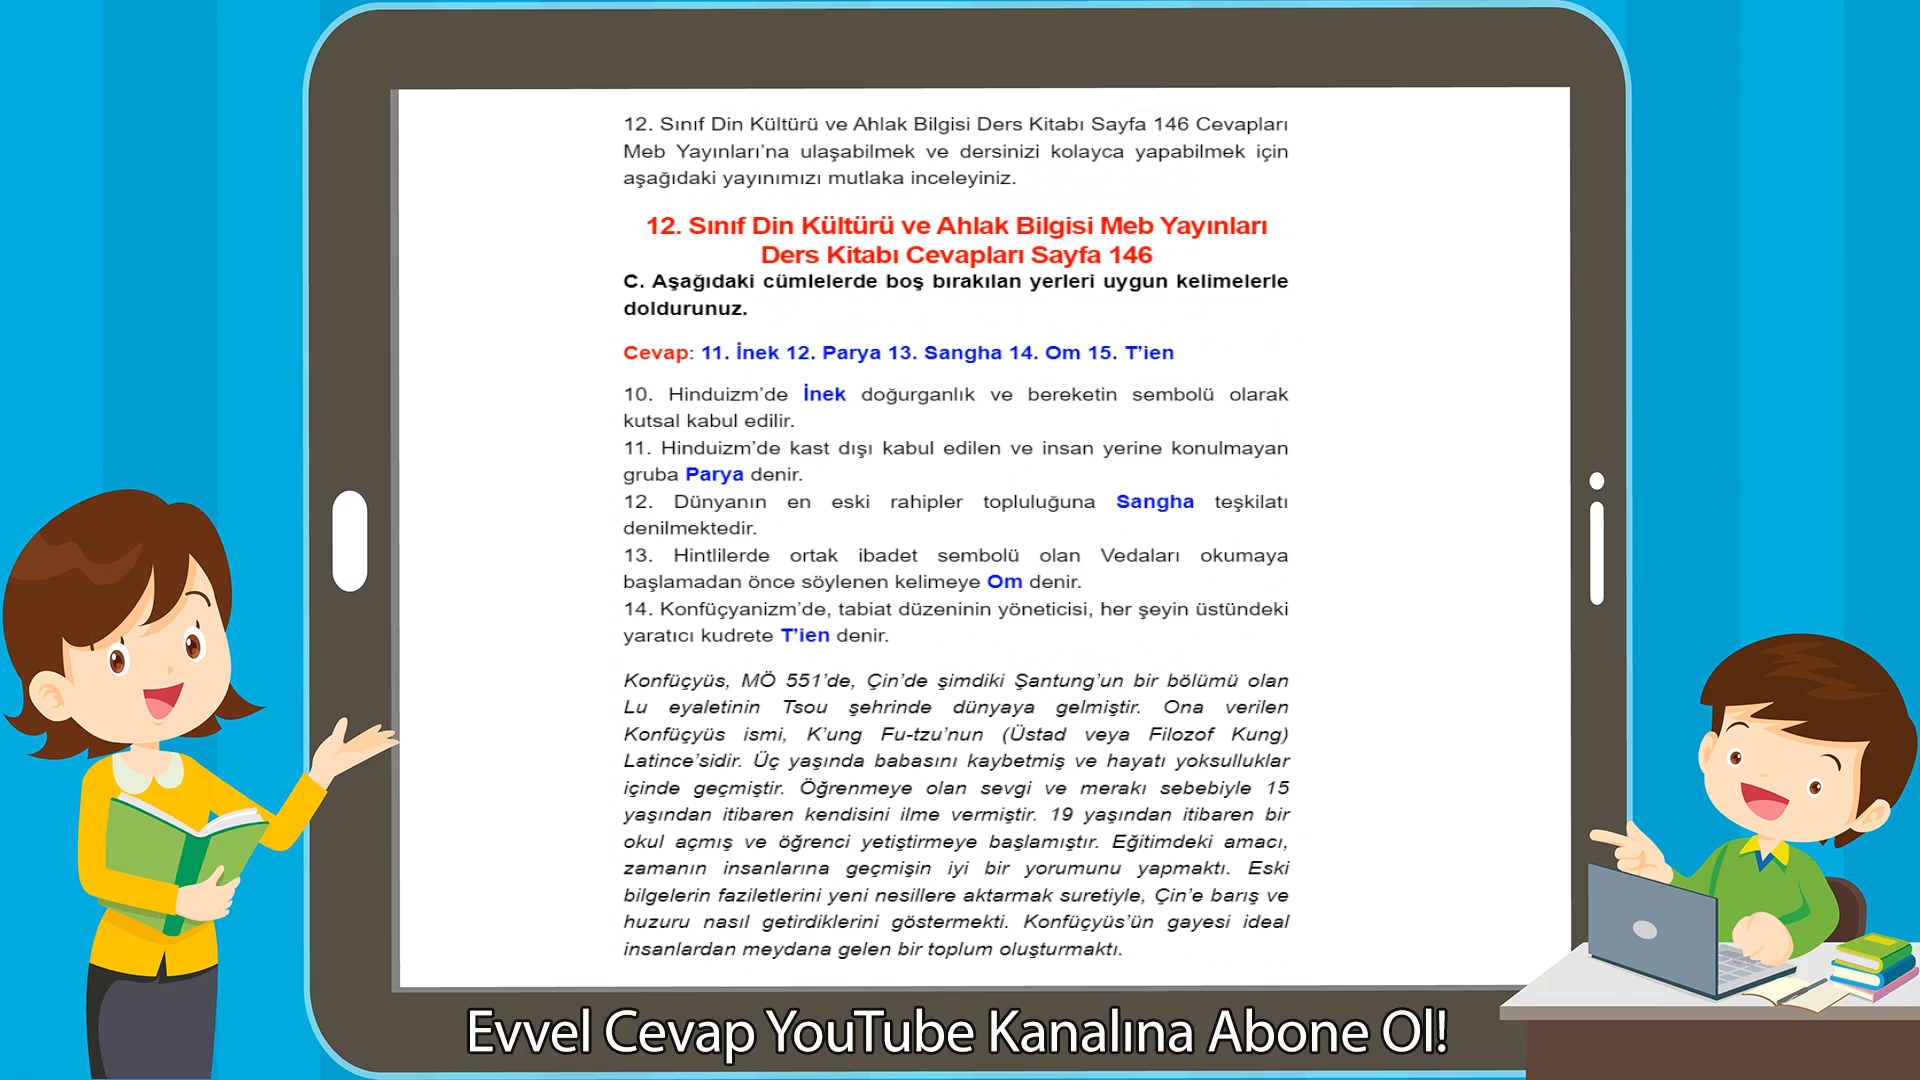 12. Sınıf Din Kültürü ve Ahlak Bilgisi Ders Kitabı Sayfa 146 Cevapları
Meb Yayınları’na ulaşabilmek ve dersinizi kolayca yapabilmek için
aşağıdaki yayınımızı mutlaka inceleyiniz.
12. Sınıf Din Kültürü ve Ahlak Bilgisi Meb Yayınları
Ders Kitabı Cevapları Sayfa 146
C. Aşağıdaki cümlelerde boş bırakılan yerleri uygun kelimelerle
doldurunuz.
Cevap: 11. İnek 12. Parya 13. Sangha 14. Om 15. T’ien
10. Hinduizm’de İnek doğurganlık ve bereketin sembolü olarak
kutsal kabul edilir.
11. Hinduizm’de kast dışı kabul edilen ve insan yerine konulmayan
gruba Parya denir.
12. Dünyanın en eski rahipler topluluğuna Sangha teşkilatı
denilmektedir.
13. Hintlilerde ortak ibadet sembolü olan Vedaları okumaya
başlamadan önce söylenen kelimeye Om denir.
14. Konfüçyanizm’de, tabiat düzeninin yöneticisi, her şeyin üstündeki
yaratıcı kudrete T’ien denir.
Konfüçyüs, MÖ 551’de, Çin’de şimdiki Şantung’un bir bölümü olan
Lu eyaletinin Tsou şehrinde dünyaya gelmiştir. Ona verilen
Konfüçyüs ismi, K’ung Fu-tzu’nun (Üstad veya Filozof Kung)
Latince’sidir. Üç yaşında babasını kaybetmiş ve hayatı yoksulluklar
içinde geçmiştir. Öğrenmeye olan sevgi ve merakı sebebiyle 15
yaşından itibaren kendisini ilme vermiştir. 19 yaşından itibaren bir
okul açmış ve öğrenci yetiştirmeye başlamıştır. Eğitimdeki amacı,
zamanın insanlarına geçmişin iyi bir yorumunu yapmaktı. Eski
bilgelerin faziletlerini yeni nesillere aktarmak suretiyle, Çin’e barış ve
huzuru nasıl getirdiklerini göstermekti. Konfüçyüs’ün gayesi ideal
insanlardan meydana gelen bir toplum oluşturmaktı.
Evvel Cevap YouTube Kanalına Abone Ol!